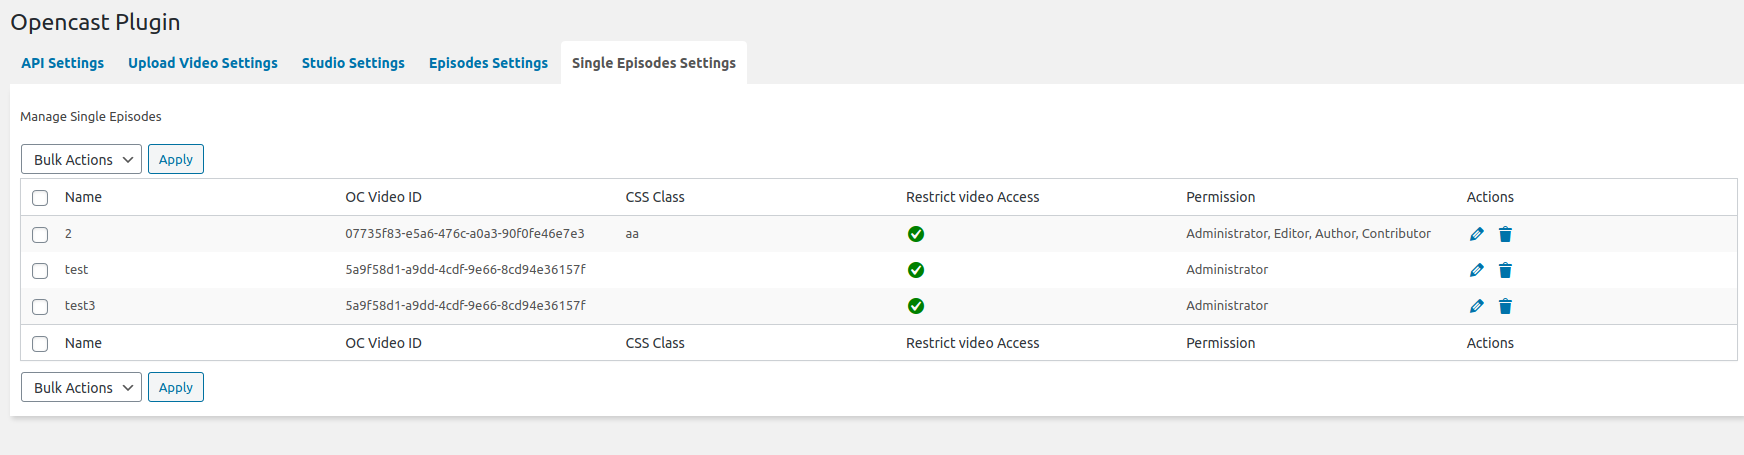 Opencast Plugin
API Settings Upload Video Settings Studio Settings Episodes Settings Single Episodes Settings
Manage Single Episodes
Bulk Actions Apply
Name OC Video ID CSS Class Restrict video Access Permission Actions
2 07735f83-e5a6-476c-a0a3-90f0fe46e7e3 aa Administrator, Editor, Author, Contributor
test 5a9f58d1-a9dd-4cdf-9e66-8cd94e36157f Administrator
test3 5a9f58d1-a9dd-4cdf-9e66-8cd94e36157f Administrator
Name OC Video ID CSS Class Restrict video Access Permission Actions
Bulk Actions Apply